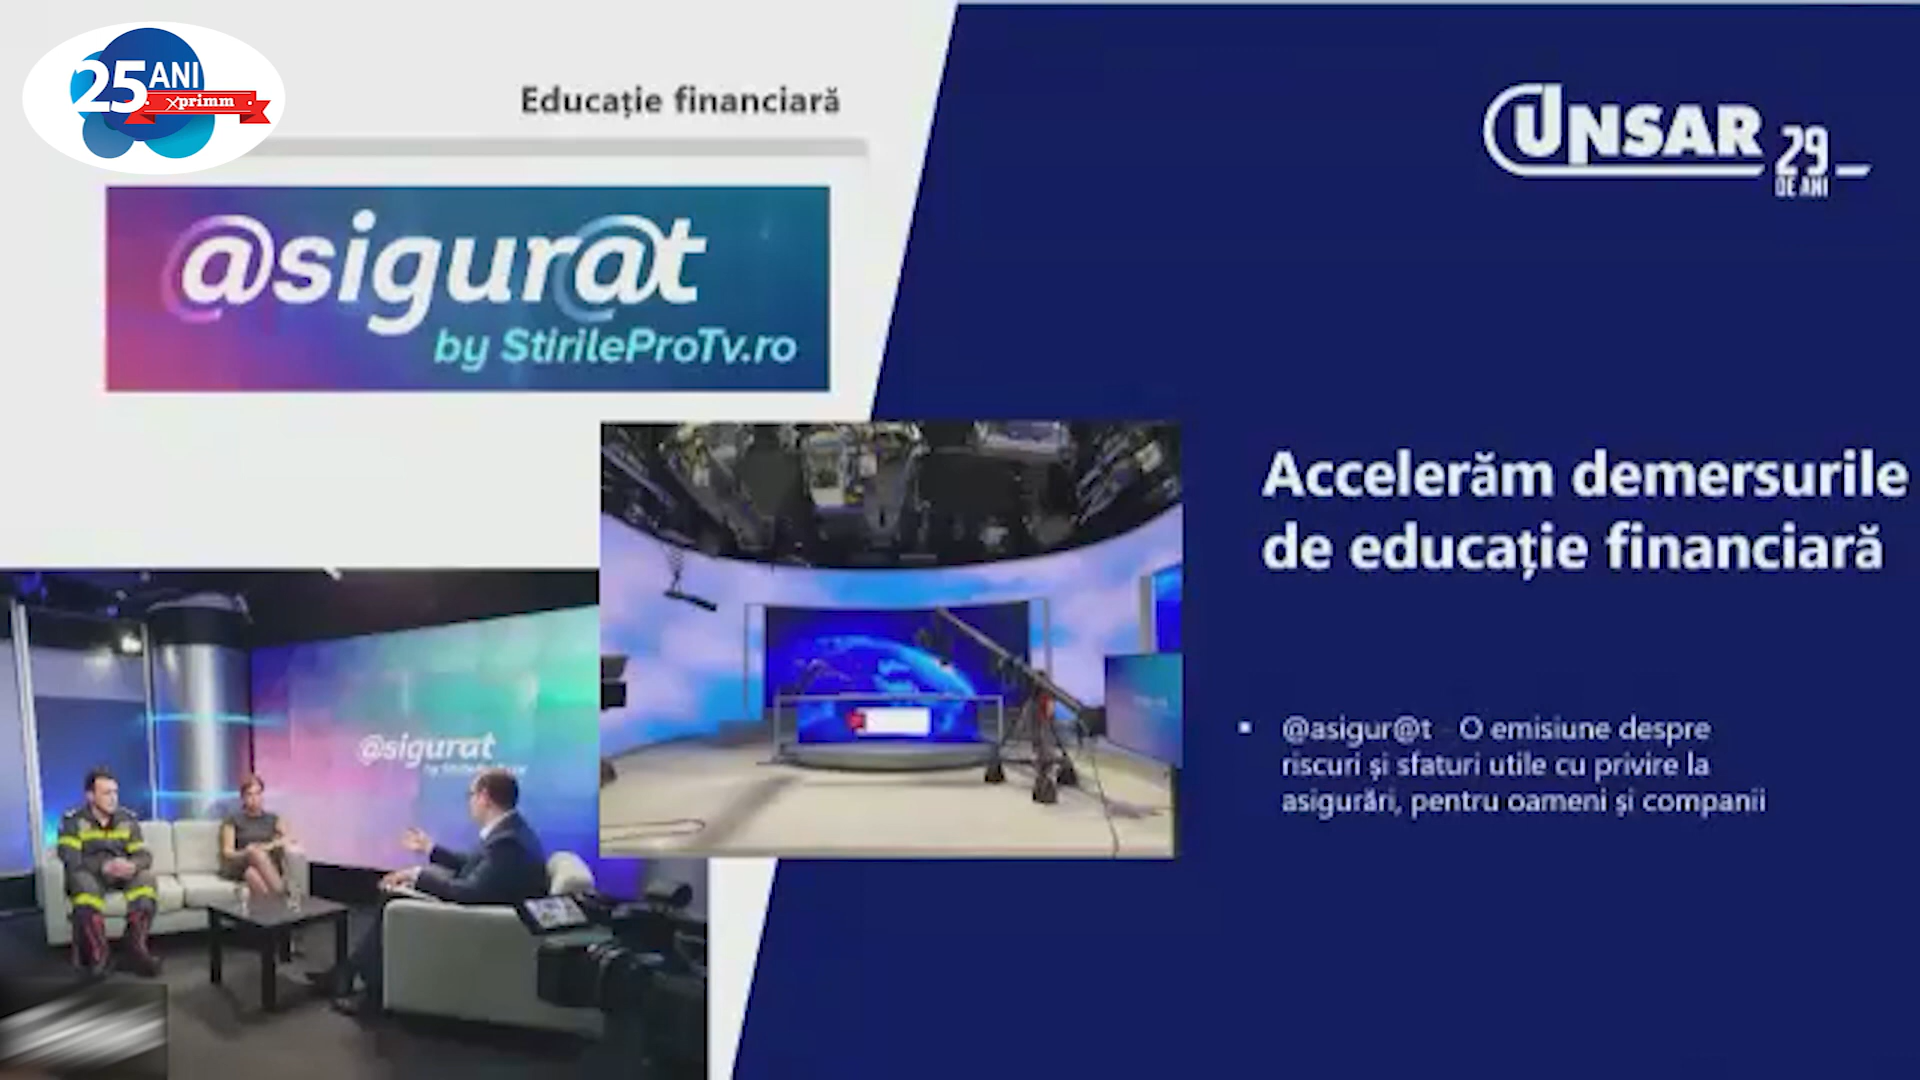 25 ANI
xprimm
Educație financiară
@sigur@t
by StirileProTv.ro
UNSAR 29
DE ANI
@sigurat
Accelerăm demersurile
de educație financiară
▪ @asigur@t - O emisiune despre
riscuri și sfaturi utile cu privire la
asigurări, pentru oameni și companii